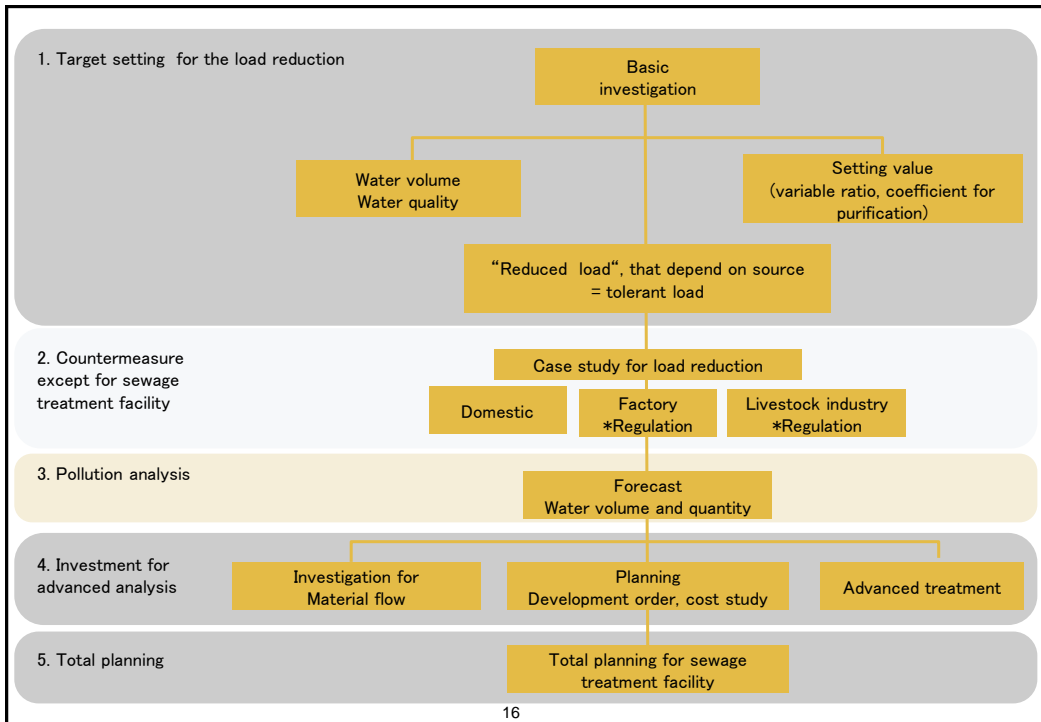 1. Target setting for the load reduction
Basic
investigation
Water volume
Water quality
Setting value
(variable ratio, coefficient for
purification)
“Reduced load“, that depend on source
= tolerant load
2. Countermeasure
except for sewage
treatment facility
Case study for load reduction
Domestic
Factory
*Regulation
Livestock industry
*Regulation
3. Pollution analysis
Forecast
Water volume and quantity
4. Investment for
advanced analysis
Investigation for
Material flow
Planning
Development order, cost study
Advanced treatment
5. Total planning
Total planning for sewage
treatment facility
16